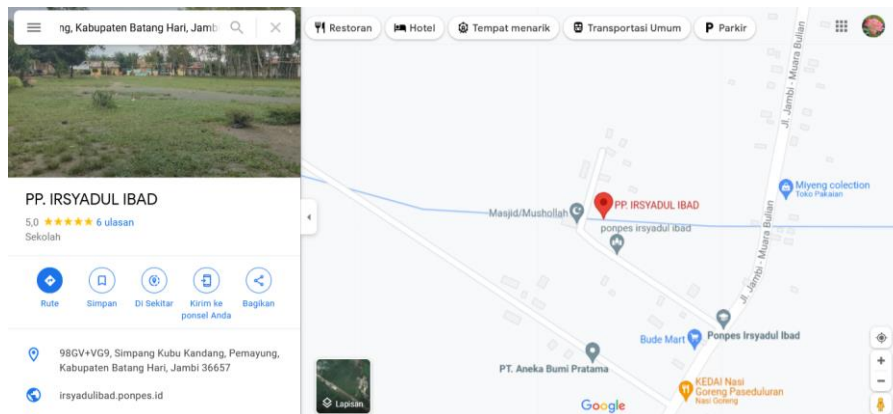 ng, Kabupaten Batang Hari, Jamb
Restoran
Hotel
Tempat menarik
Transportasi Umum
P Parkir
PP. IRSYADUL IBAD
5,0 ★★★★★ 6 ulasan
Sekolah
Rute
Simpan
Di Sekitar
Kirim ke
ponsel Anda
Bagikan
98GV+VG9, Simpang Kubu Kandang, Pemayung,
Kabupaten Batang Hari, Jambi 36657
irsyadulibad.ponpes.id
Jl. Jambi - Muara Bulian
Miyeng colection
Toko Pakaian
PP. IRSYADUL IBAD
Masjid/Mushollah
ponpes irsyadul ibad
Jl. Jambi - Muara Bulian
Bude Mart
Ponpes Irsyadul Ibad
PT. Aneka Bumi Pratama
KEDAI Nasi
Goreng Paseduluran
Nasi Goreng
Lapisan
Google